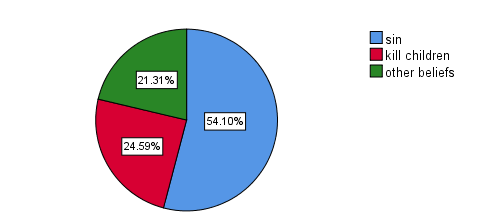 sin
kill children
other beliefs
21.31%
54.10%
24.59%